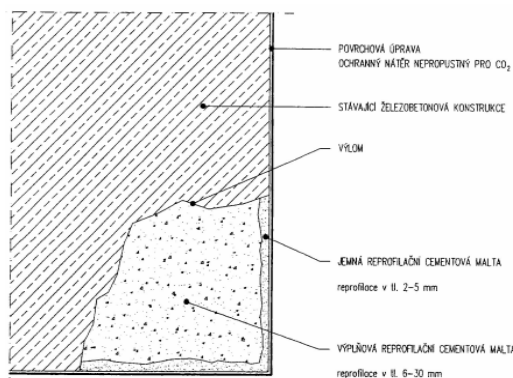 POVRCHOVÁ ÚPRAVA
OCHRANNÝ NÁTĚR NEPROPUSTNÝ PRO CO₂
STÁVAJÍCÍ ŽELEZOBETONOVÁ KONSTRUKCE
VÝLOM
JEMNÁ REPROFILAČNÍ CEMENTOVÁ MALTA
reprofilace v tl. 2–5 mm
VÝPLŇOVÁ REPROFILAČNÍ CEMENTOVÁ MALTA
reprofilace v tl. 6–30 mm